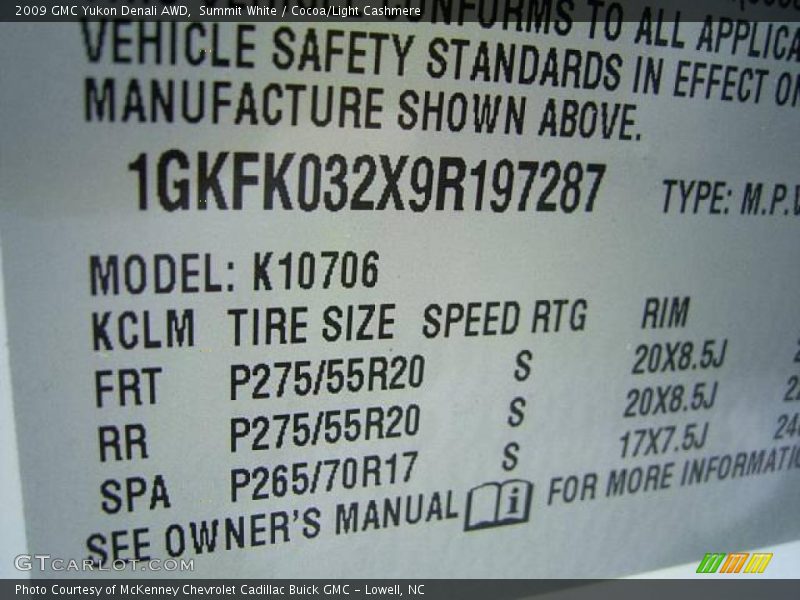 2009 GMC Yukon Denali AWD, Summit White / Cocoa/Light Cashmere
CONFORMS TO ALL
VEHICLE SAFETY STANDARDS IN EFFECT
MANUFACTURE SHOWN ABOVE.
1GKFK032X9R197287 TYPE: M.P.V
MODEL: K10706
KCLM TIRE SIZE SPEED RTG RIM
FRT P275/55R20 S 20X8.5J
RR P275/55R20 S 20X8.5J
SPA P265/70R17 S 17X7.5J
SEE OWNER'S MANUAL FOR MORE
GTCARLOT.COM
Photo Courtesy of McKenney Chevrolet Cadillac Buick GMC - Lowell, NC